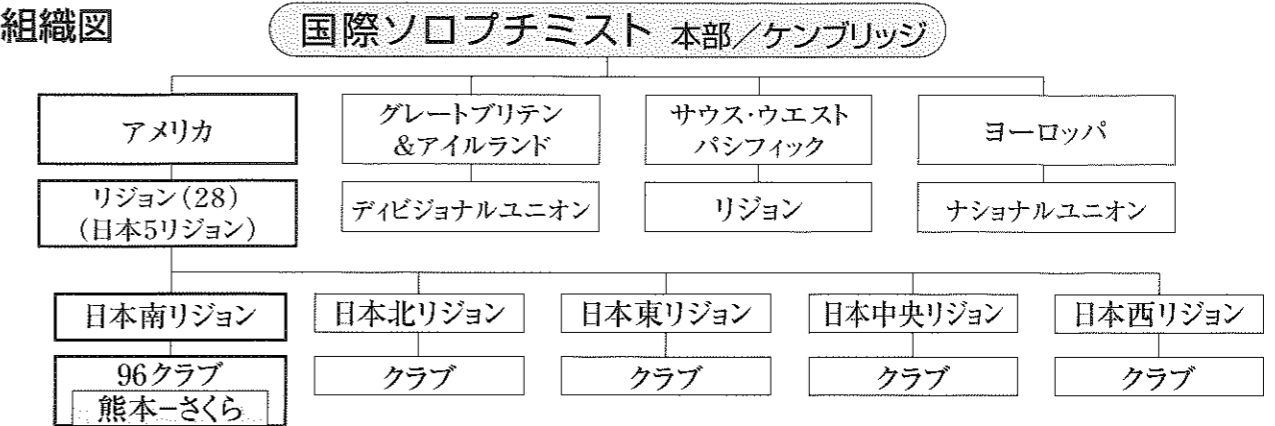 組織図
国際ソロプチミスト 本部/ケンブリッジ
アメリカ
グレートブリテン
&アイルランド
サウス・ウエスト
パシフィック
ヨーロッパ
リジョン(28)
(日本5リジョン)
ディビジョナルユニオン
リジョン
ナショナルユニオン
日本南リジョン
日本北リジョン
日本東リジョン
日本中央リジョン
日本西リジョン
96クラブ
熊本−さくら
クラブ
クラブ
クラブ
クラブ